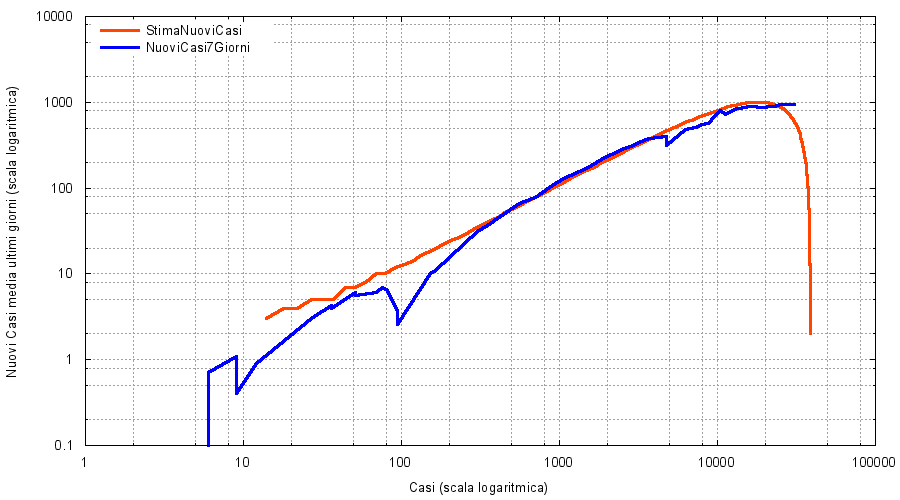 10000
StimaNuoviCasi
NuoviCasi7Giorni
1000
100
10
1
0.1
Nuovi Casi media ultimi giorni (scala logaritmica)
1 10 100 1000 10000 100000
Casi (scala logaritmica)